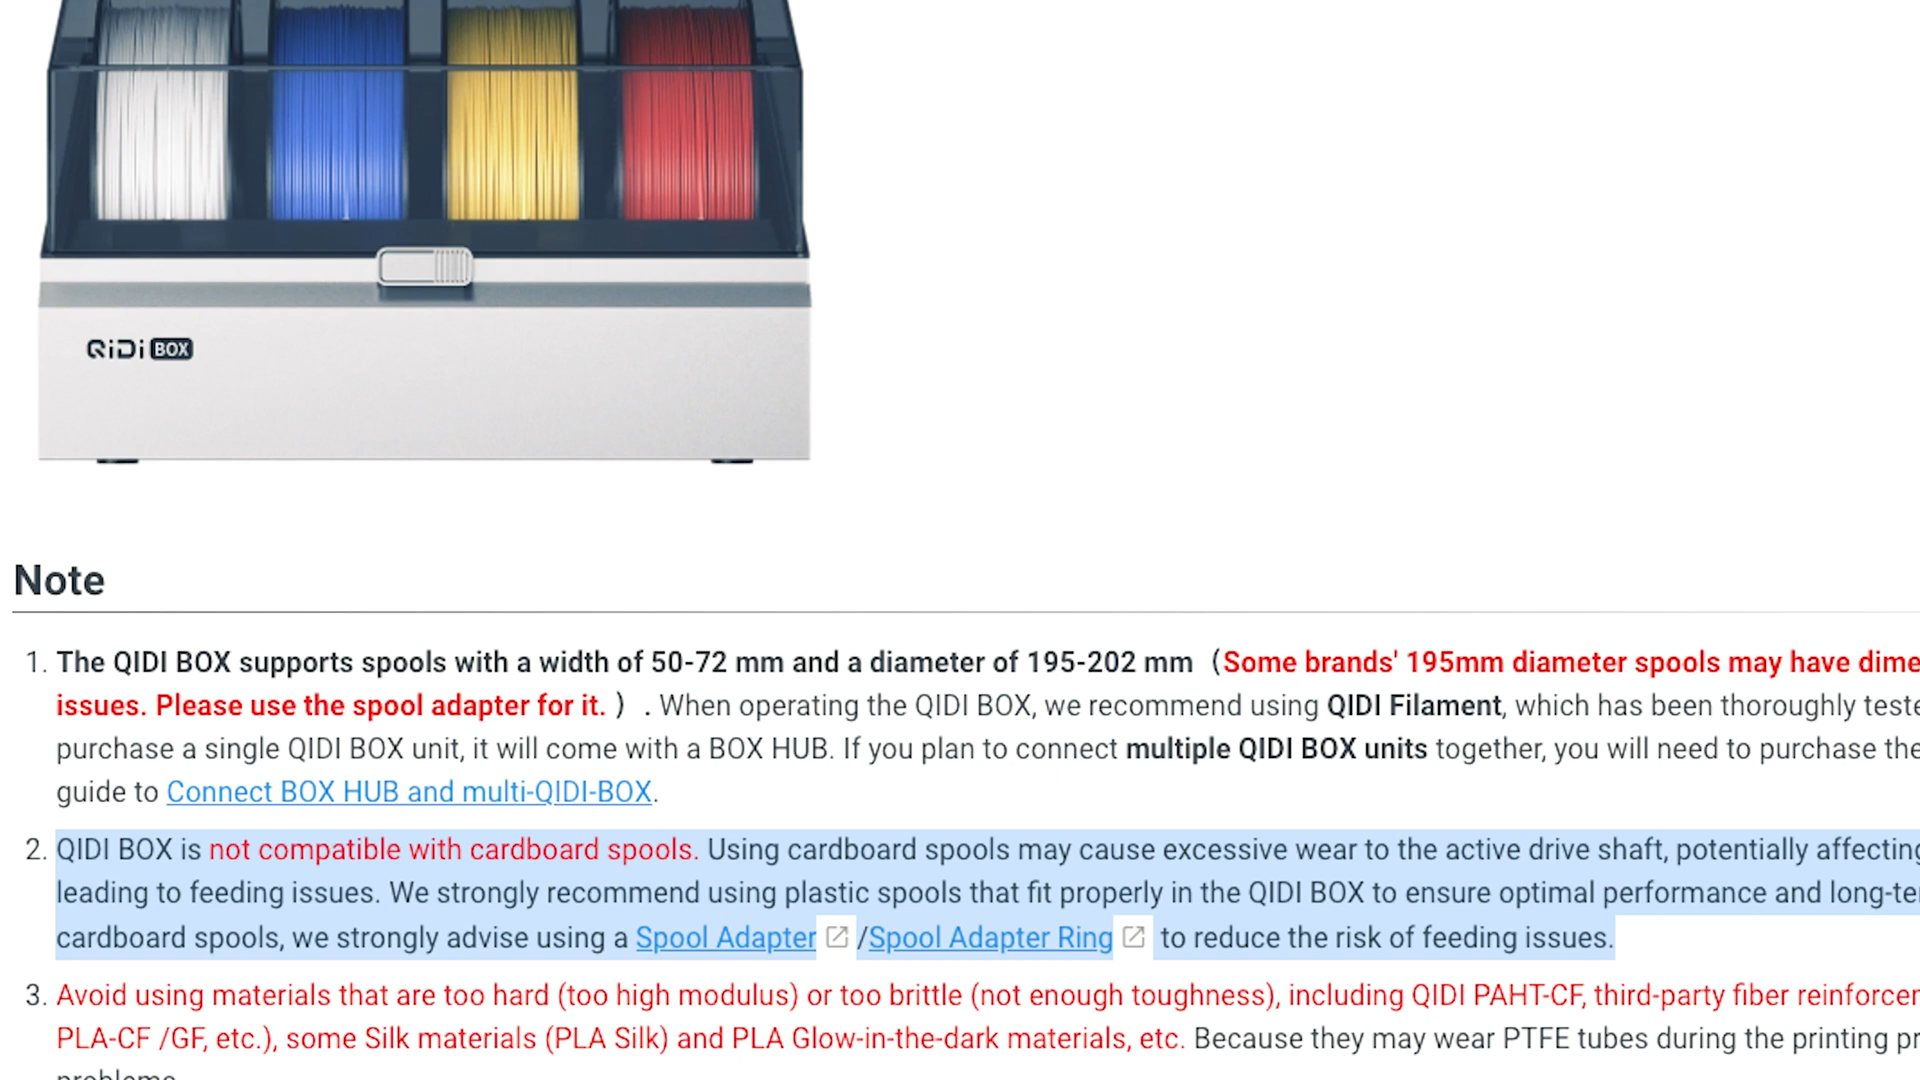 QIDI BOX
Note
1. The QIDI BOX supports spools with a width of 50-72 mm and a diameter of 195-202 mm（Some brands' 195mm diameter spools may have
issues. Please use the spool adapter for it. ）. When operating the QIDI BOX, we recommend using QIDI Filament, which has been thoroughly
purchase a single QIDI BOX unit, it will come with a BOX HUB. If you plan to connect multiple QIDI BOX units together, you will need to purchase the
guide to Connect BOX HUB and multi-QIDI-BOX.
2. QIDI BOX is not compatible with cardboard spools. Using cardboard spools may cause excessive wear to the active drive shaft, potentially affecting
leading to feeding issues. We strongly recommend using plastic spools that fit properly in the QIDI BOX to ensure optimal performance and
cardboard spools, we strongly advise using a Spool Adapter /Spool Adapter Ring to reduce the risk of feeding issues.
3. Avoid using materials that are too hard (too high modulus) or too brittle (not enough toughness), including QIDI PAHT-CF, third-party fiber
PLA-CF /GF, etc.), some Silk materials (PLA Silk) and PLA Glow-in-the-dark materials, etc. Because they may wear PTFE tubes during the printing